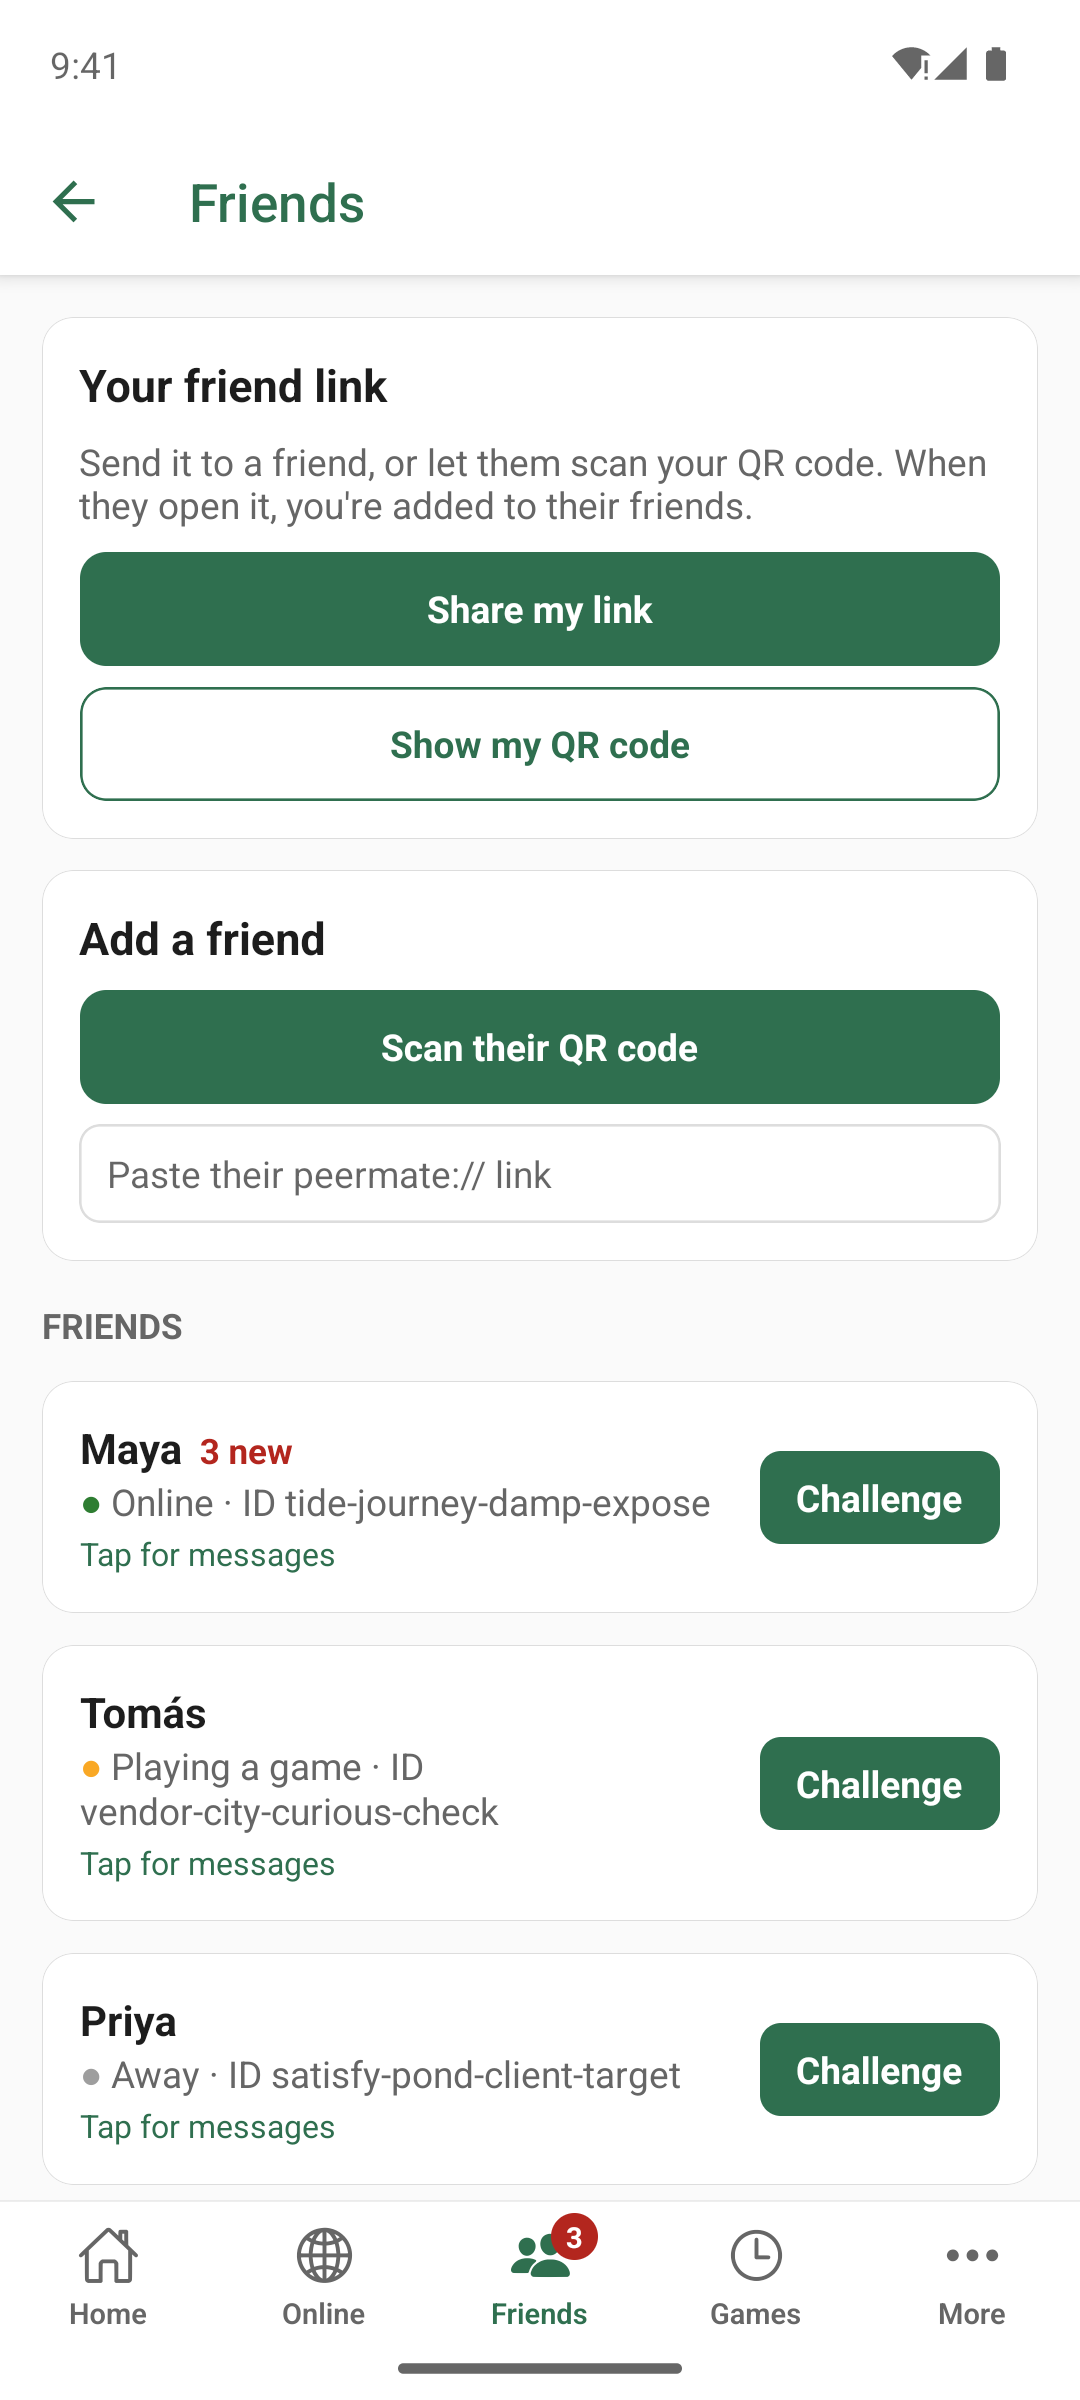 9:41
Friends
Your friend link
Send it to a friend, or let them scan your QR code. When
they open it, you're added to their friends.
Share my link
Show my QR code
Add a friend
Scan their QR code
Paste their peermate:// link
FRIENDS
Maya 3 new
Online · ID tide-journey-damp-expose
Tap for messages
Challenge
Tomás
Playing a game · ID
vendor-city-curious-check
Tap for messages
Challenge
Priya
Away · ID satisfy-pond-client-target
Tap for messages
Challenge
3
Home
Online
Friends
Games
More